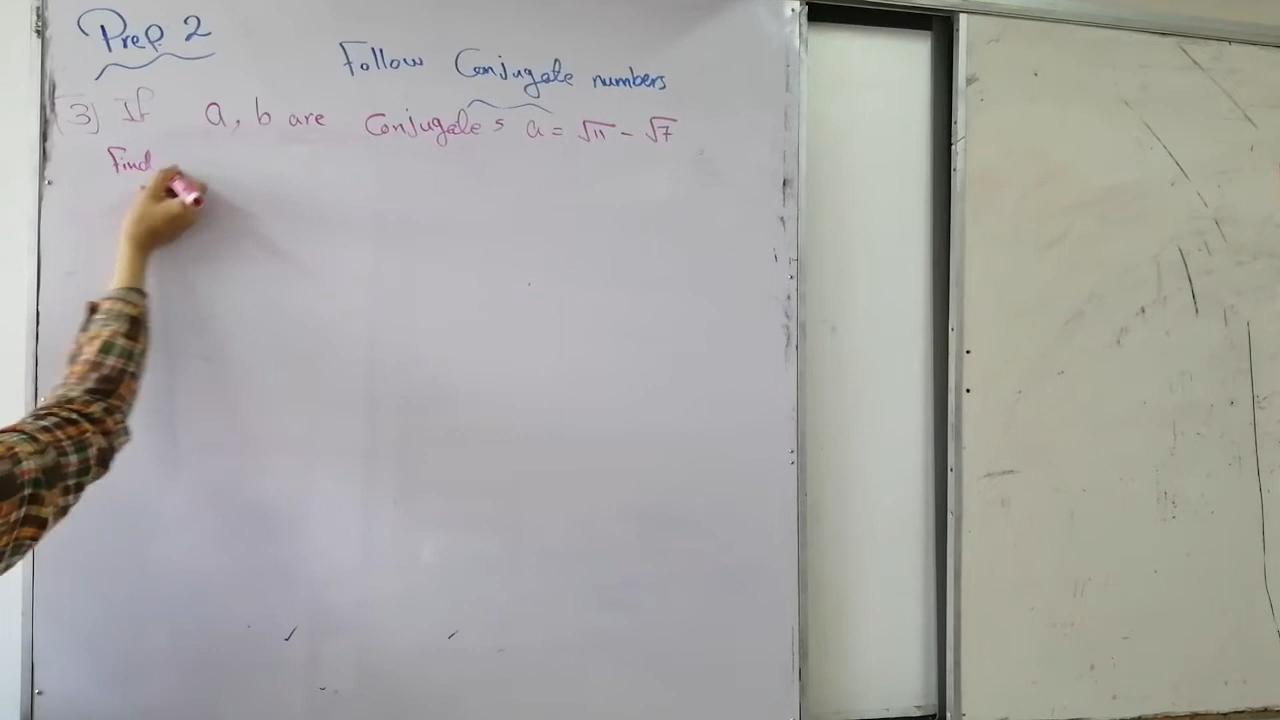 Prep 2
Follow Conjugate numbers
[3] If a, b are Conjugates a = √11 - √7
Find